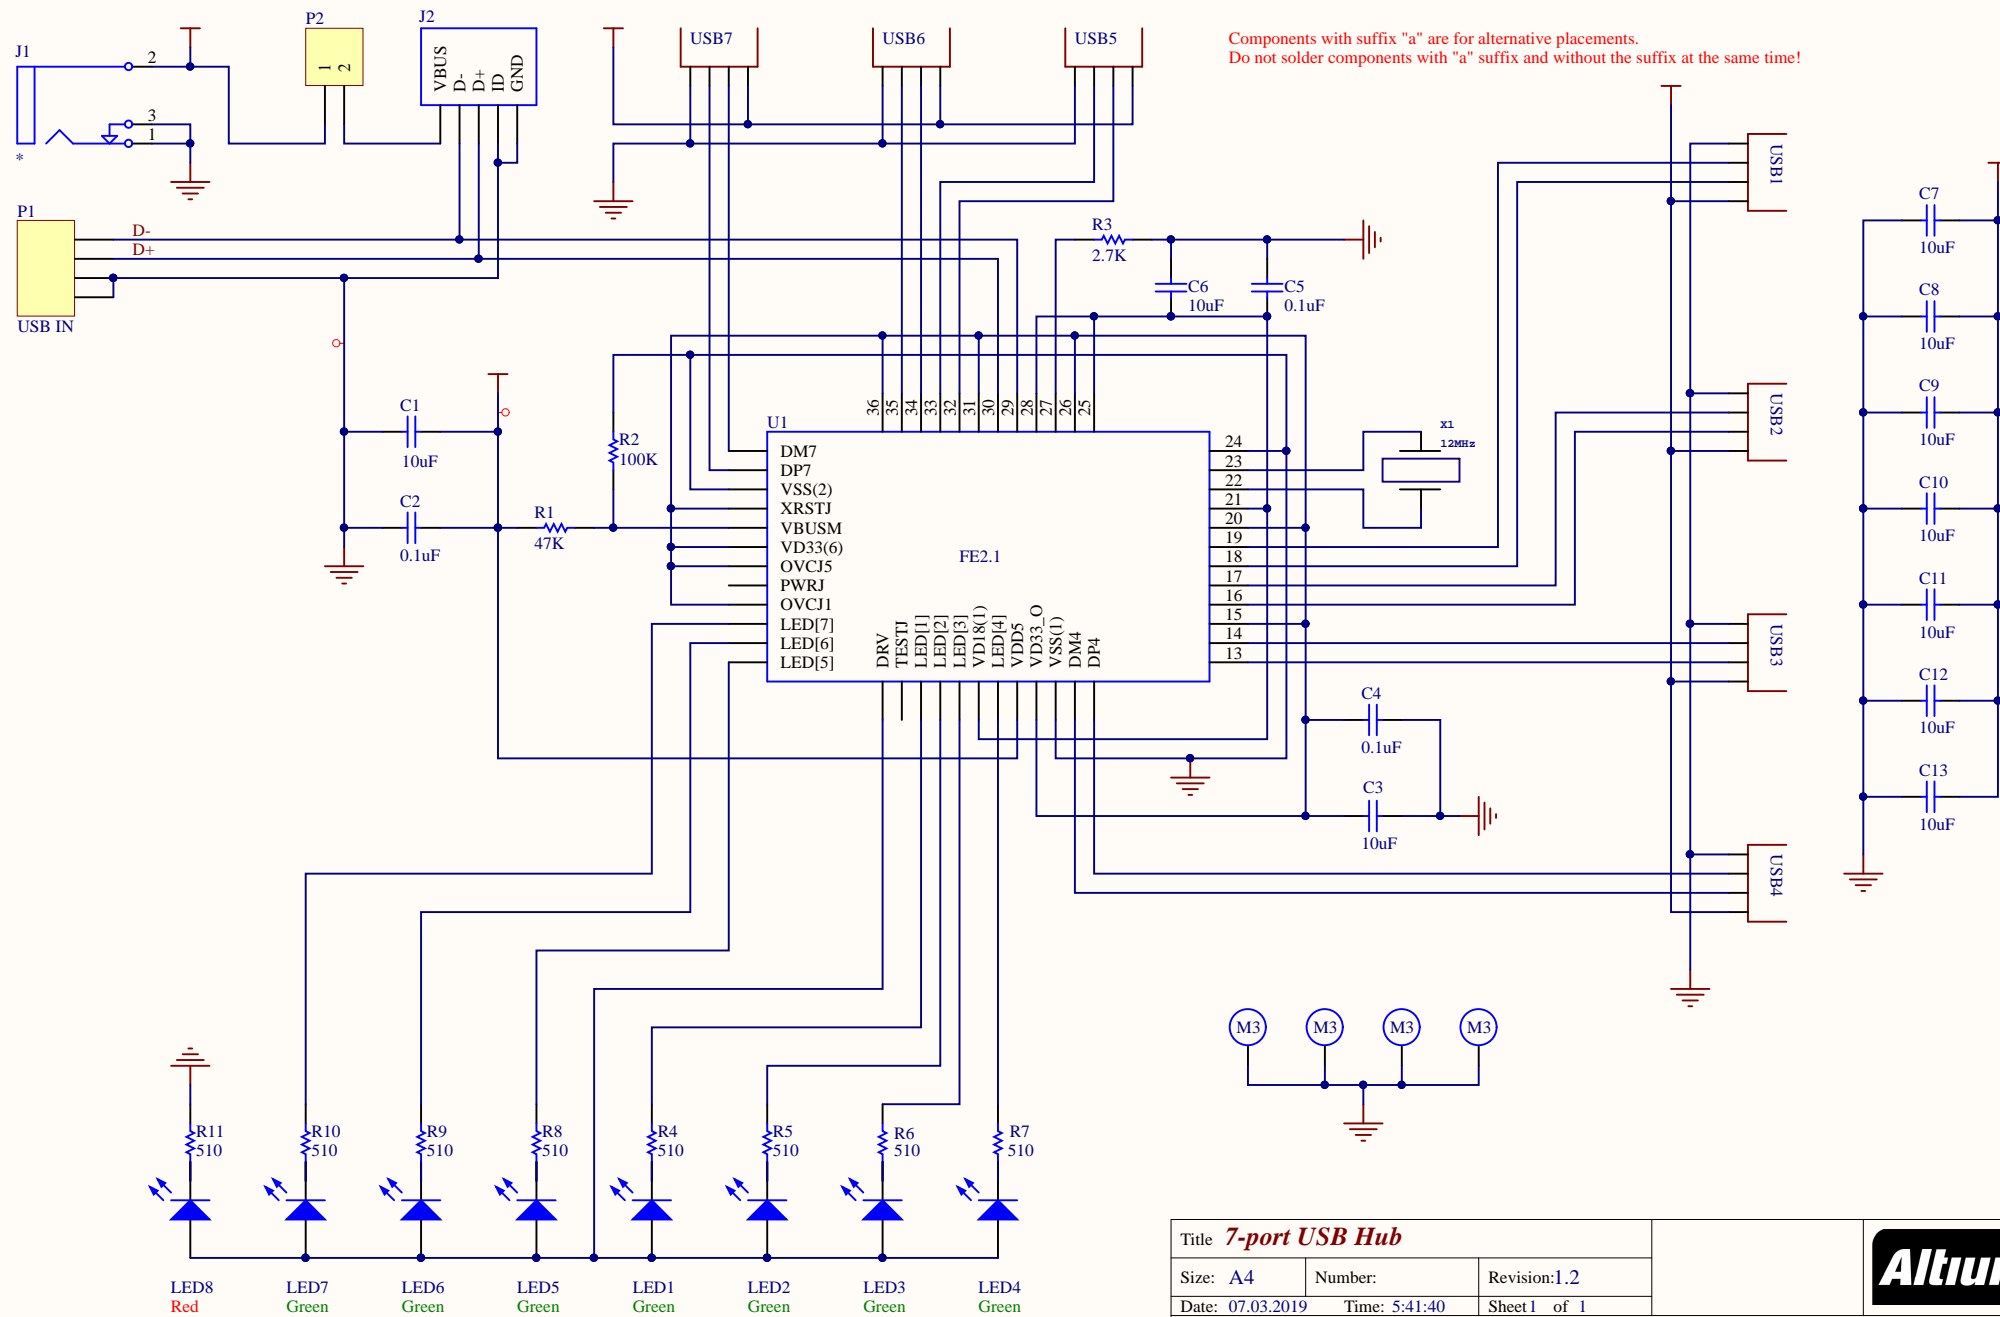 Components with suffix "a" are for alternative placements.
Do not solder components with "a" suffix and without the suffix at the same time!
J1
2
3
1
*
P2
1
2
J2
VBUS
D-
D+
ID
GND
USB7
USB6
USB5
P1
D-
D+
USB IN
R3
2.7K
C6
10uF
C5
0.1uF
C1
10uF
C2
0.1uF
R2
100K
R1
47K
U1
FE2.1
36
35
34
33
32
31
30
29
28
27
26
25
DM7
DP7
VSS(2)
XRSTJ
VBUSM
VD33(6)
OVCJ5
PWRJ
OVCJ1
LED[7]
LED[6]
LED[5]
DRV
TESTJ
LED[1]
LED[2]
LED[3]
VD18(1)
LED[4]
VDD5
VD33_O
VSS(1)
DM4
DP4
24
23
22
21
20
19
18
17
16
15
14
13
X1
12MHz
C4
0.1uF
C3
10uF
USB1
USB2
USB3
USB4
C7
10uF
C8
10uF
C9
10uF
C10
10uF
C11
10uF
C12
10uF
C13
10uF
M3
M3
M3
M3
R11
510
R10
510
R9
510
R8
510
R4
510
R5
510
R6
510
R7
510
LED8
Red
LED7
Green
LED6
Green
LED5
Green
LED1
Green
LED2
Green
LED3
Green
LED4
Green
Title 7-port USB Hub
Size: A4
Number:
Revision:1.2
Date: 07.03.2019
Time: 5:41:40
Sheet 1 of 1